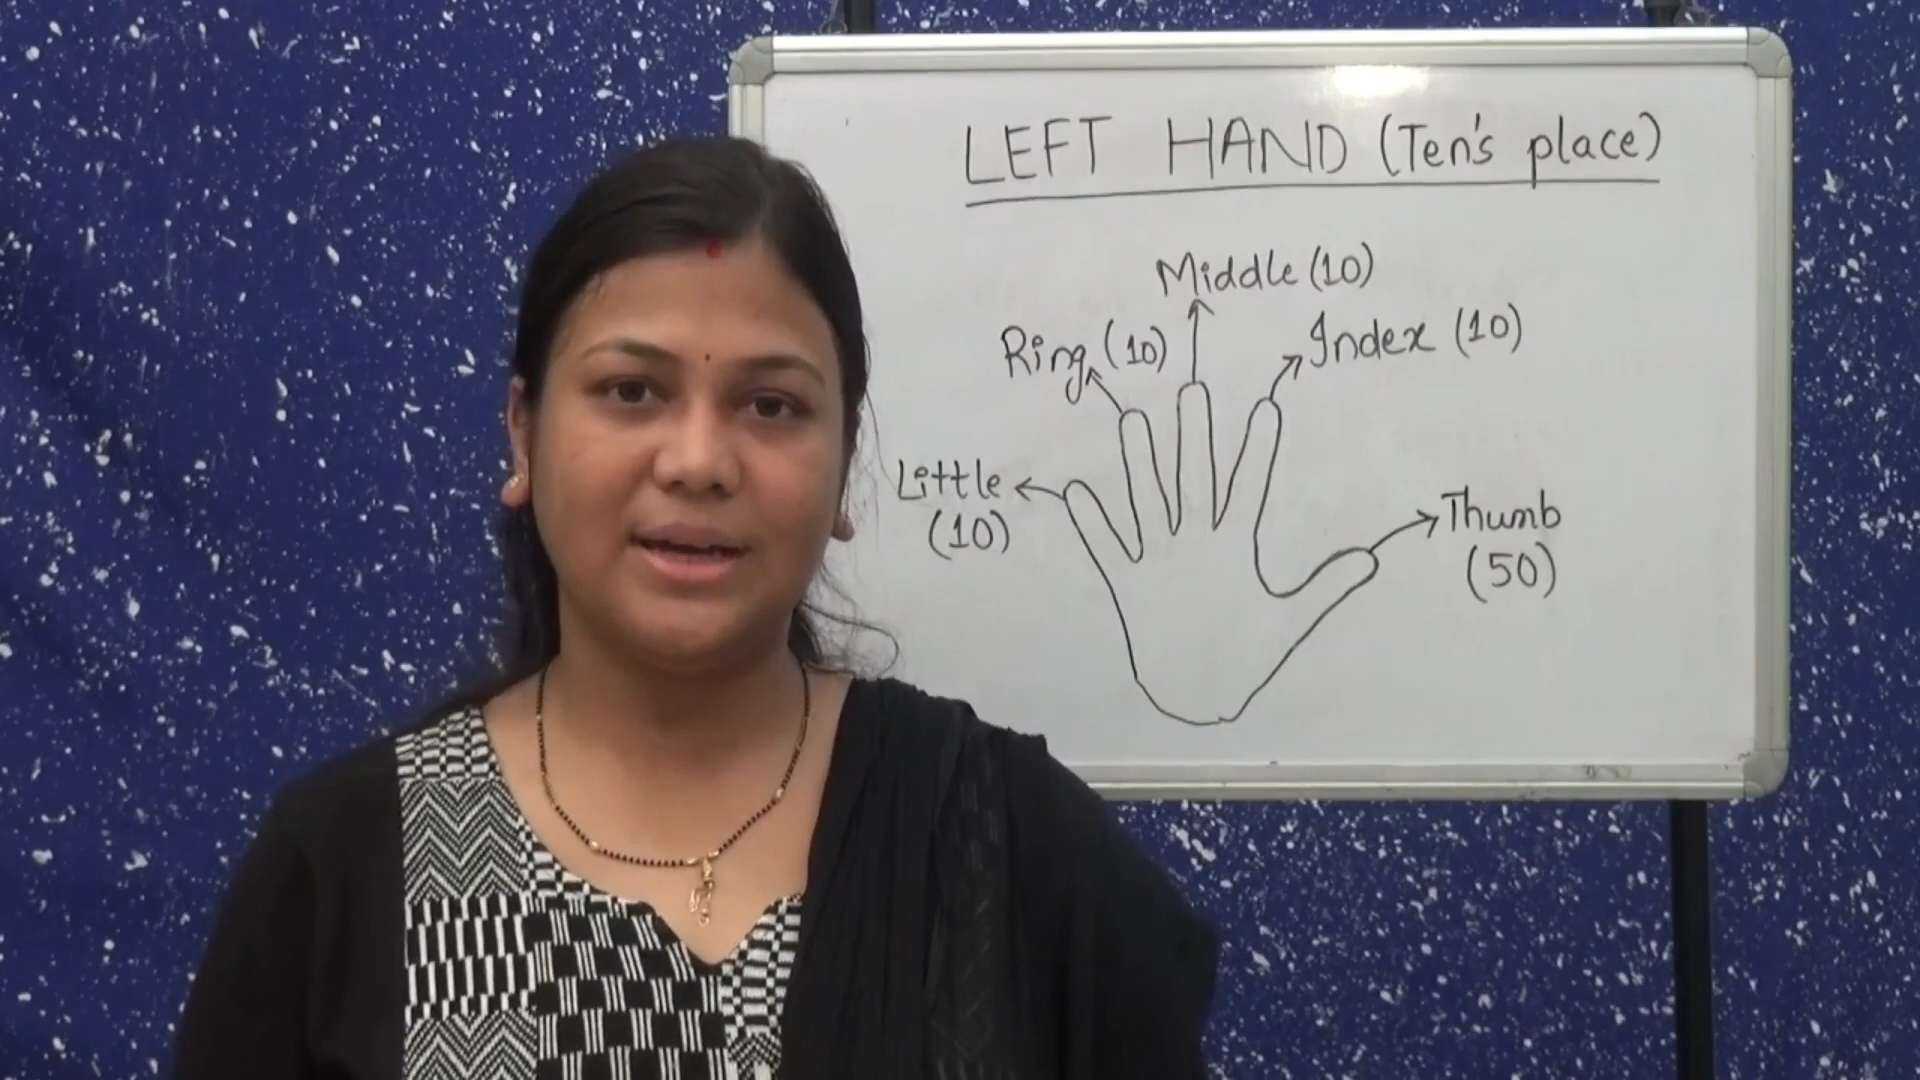 LEFT HAND (Ten's place)
Middle (10)
Ring (10)
Index (10)
Little
(10)
Thumb
(50)